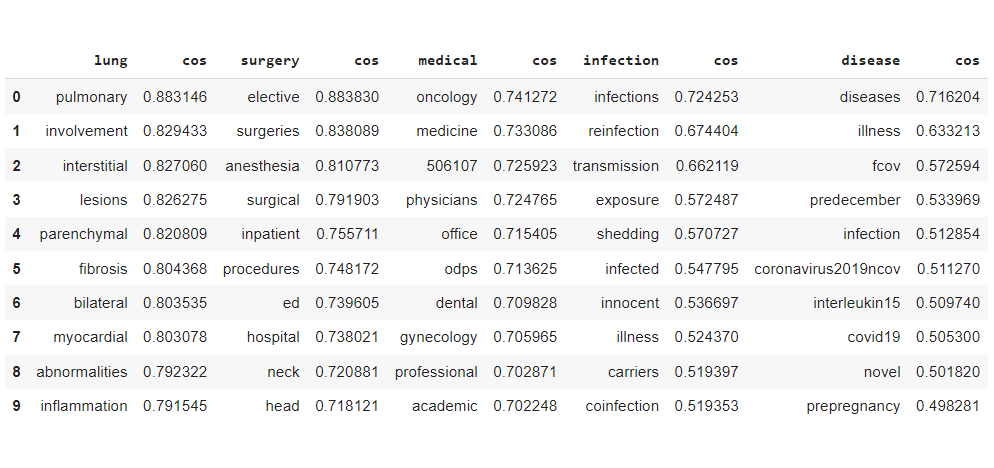 lung cos surgery cos medical cos infection cos disease cos
0 pulmonary 0.883146 elective 0.883830 oncology 0.741272 infections 0.724253 diseases 0.716204
1 involvement 0.829433 surgeries 0.838089 medicine 0.733086 reinfection 0.674404 illness 0.633213
2 interstitial 0.827060 anesthesia 0.810773 506107 0.725923 transmission 0.662119 fcov 0.572594
3 lesions 0.826275 surgical 0.791903 physicians 0.724765 exposure 0.572487 predecember 0.533969
4 parenchymal 0.820809 inpatient 0.755711 office 0.715405 shedding 0.570727 infection 0.512854
5 fibrosis 0.804368 procedures 0.748172 odps 0.713625 infected 0.547795 coronavirus2019ncov 0.511270
6 bilateral 0.803535 ed 0.739605 dental 0.709828 innocent 0.536697 interleukin15 0.509740
7 myocardial 0.803078 hospital 0.738021 gynecology 0.705965 illness 0.524370 covid19 0.505300
8 abnormalities 0.792322 neck 0.720881 professional 0.702871 carriers 0.519397 novel 0.501820
9 inflammation 0.791545 head 0.718121 academic 0.702248 coinfection 0.519353 prepregnancy 0.498281